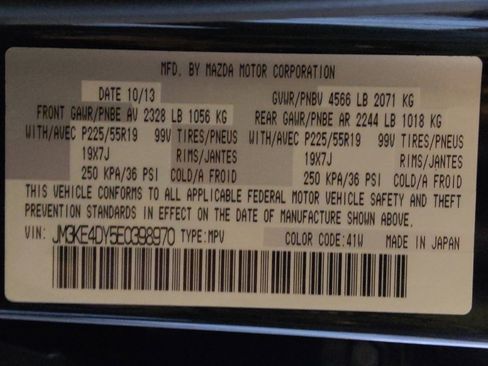 MFD. BY MAZDA MOTOR CORPORATION
DATE 10/13 GVWR/PNBV 4566 LB 2071 KG
FRONT GAWR/PNBE AV 2328 LB 1056 KG REAR GAWR/PNBE AR 2244 LB 1018 KG
WITH/AVEC P225/55R19 99V TIRES/PNEUS WITH/AVEC P225/55R19 99V TIRES/PNEUS
19X7J RIMS/JANTES 19X7J RIMS/JANTES
250 KPA/36 PSI COLD/A FROID 250 KPA/36 PSI COLD/A FROID
THIS VEHICLE CONFORMS TO ALL APPLICABLE FEDERAL MOTOR VEHICLE SAFETY AND THEFT
PREVENTION STANDARDS IN EFFECT ON THE DATE OF MANUFACTURE SHOWN ABOVE.
VIN: JM3KE4DY5E0398970 TYPE:MPV COLOR CODE:41W MADE IN JAPAN